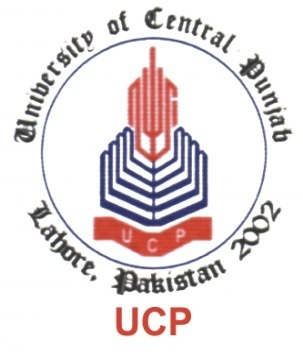 University of Central Punjab
UCP
Lahore, Pakistan 2002
UCP